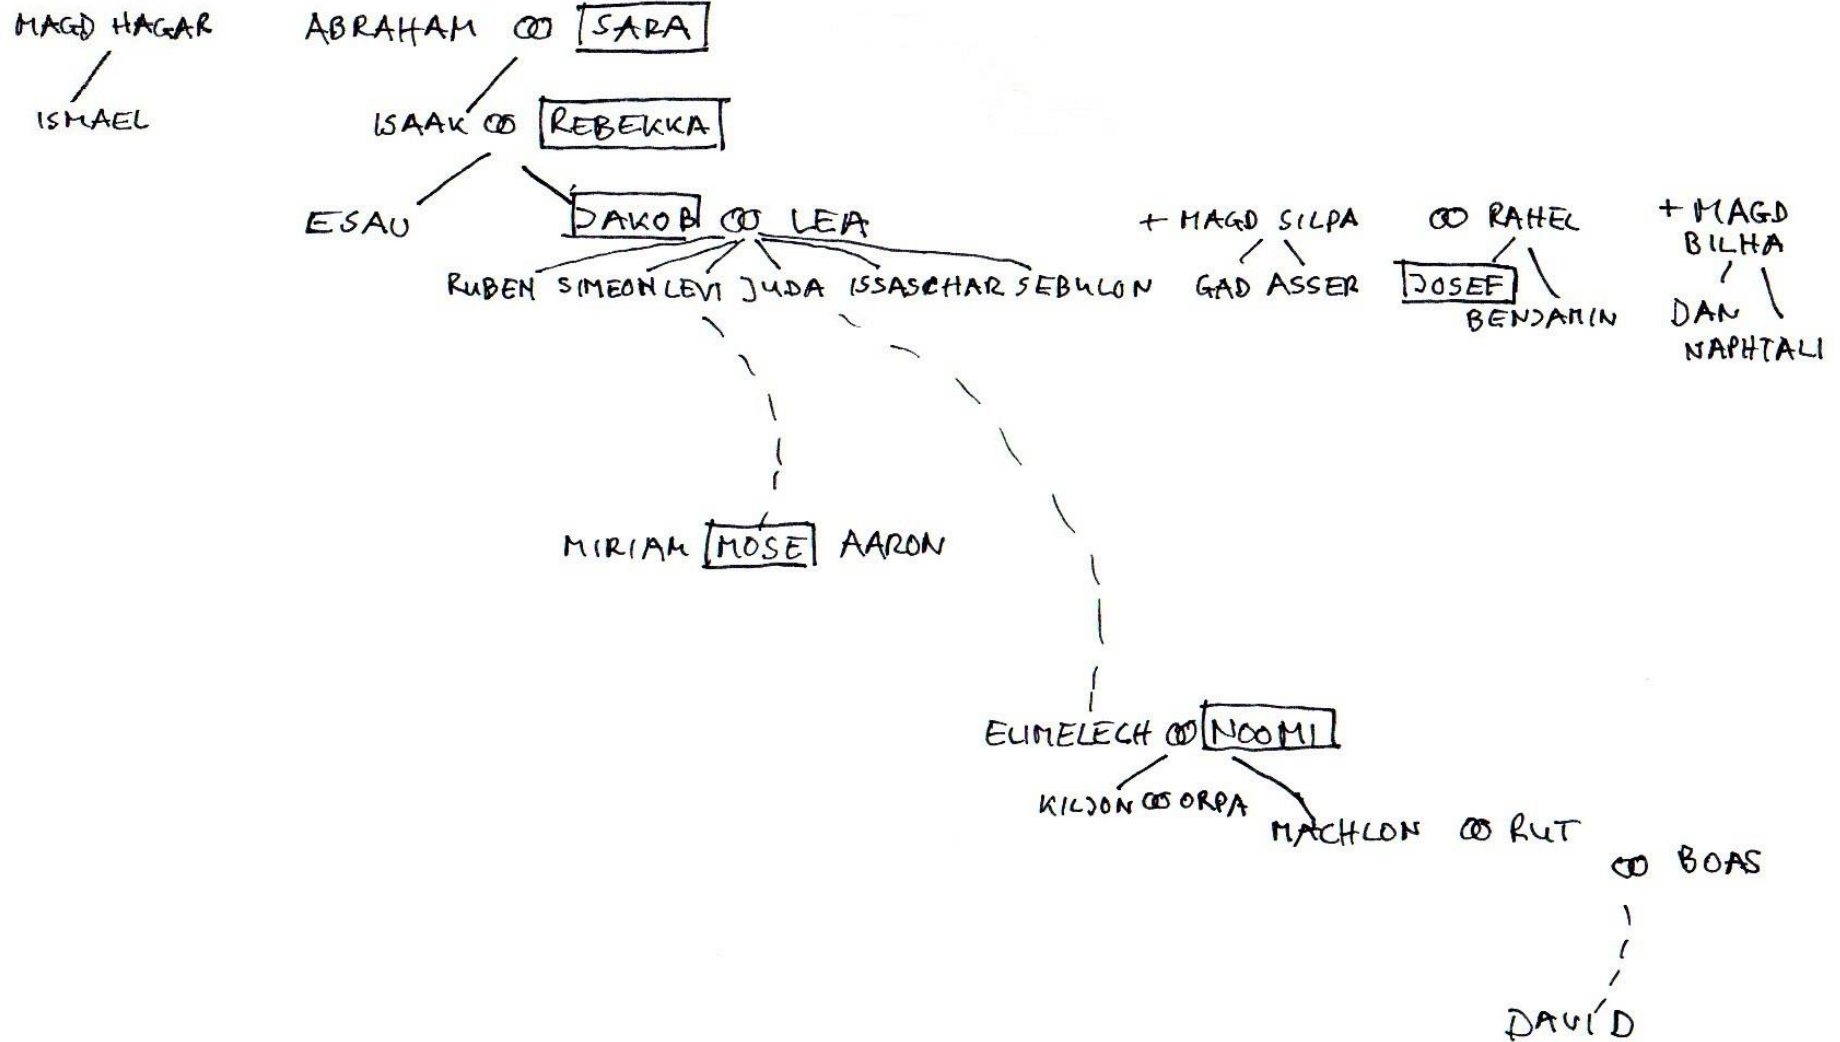 MAGD HAGAR ABRAHAM ꝏ SARA
ISMAEL ISAAK ꝏ REBEKKA
ESAU JAKOB ꝏ LEA + MAGD SILPA ꝏ RAHEL + MAGD BILHA
RUBEN SIMEON LEVI JUDA ISSASCHAR SEBULON GAD ASSER JOSEF
BENJAMIN DAN
NAPHTALI
MIRIAM MOSE AARON
ELIMELECH ꝏ NOOMI
KILJON ꝏ ORPA
MACHLON ꝏ RUT
ꝏ BOAS
DAVID